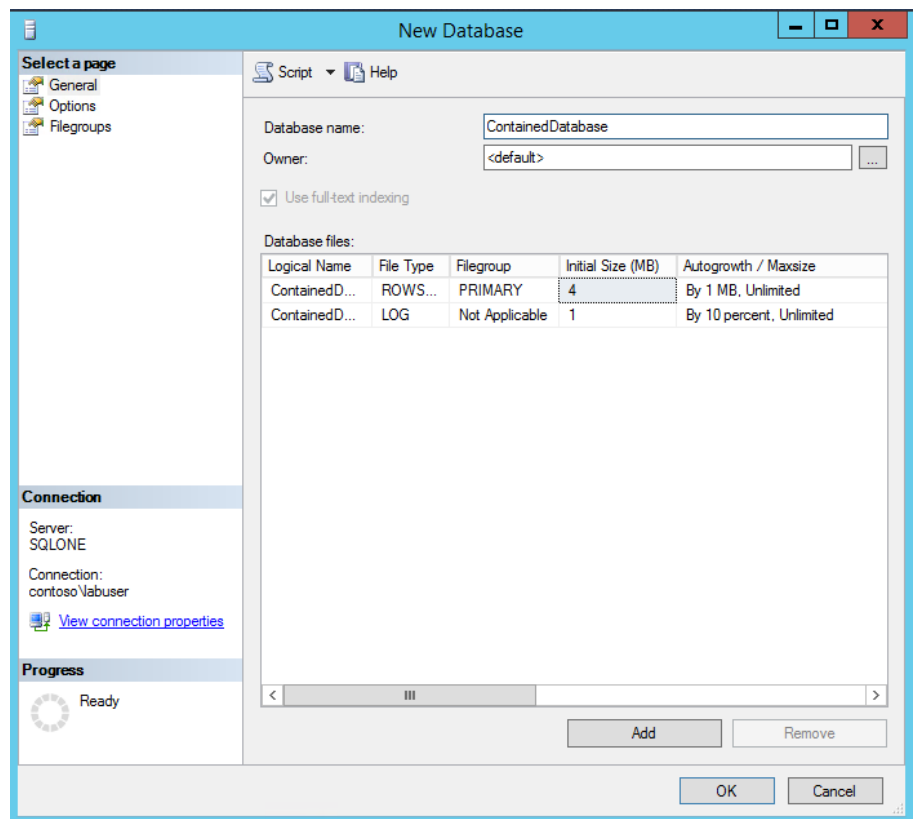 New Database
Select a page
General
Options
Filegroups
Script Help
Database name: ContainedDatabase
Owner: <default> ...
Use full-text indexing
Database files:
Logical Name File Type Filegroup Initial Size (MB) Autogrowth / Maxsize
ContainedD... ROWS... PRIMARY 4 By 1 MB, Unlimited
ContainedD... LOG Not Applicable 1 By 10 percent, Unlimited
Connection
Server:
SQLONE
Connection:
contoso\labuser
View connection properties
Progress
Ready
Add Remove
OK Cancel